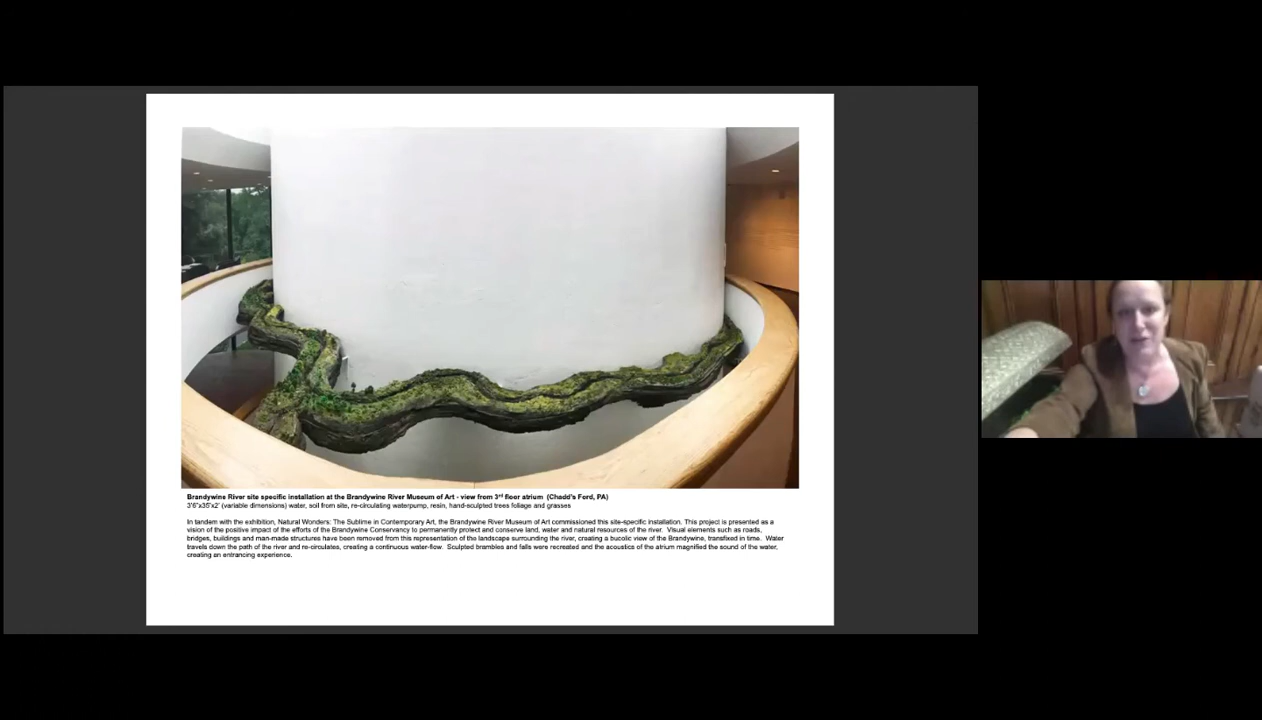 Brandywine River site specific installation at the Brandywine River Museum of Art - view from 3rd floor atrium (Chadd's Ford, PA)
3'6"x35'x2' (variable dimensions) water, soil from site, re-circulating waterpump, resin, hand-sculpted trees foliage and grasses
In tandem with the exhibition, Natural Wonders: The Sublime in Contemporary Art, the Brandywine River Museum of Art commissioned this site-specific installation. This project is presented as a
vision of the positive impact of the efforts of the Brandywine Conservancy to permanently protect and conserve land, water and natural resources of the river. Visual elements such as roads,
bridges, buildings and man-made structures have been removed from this representation of the landscape surrounding the river, creating a bucolic view of the Brandywine, transfixed in time. Water
travels down the path of the river and re-circulates, creating a continuous water-flow. Sculpted brambles and falls were recreated and the acoustics of the atrium magnified the sound of the water,
creating an entrancing experience.